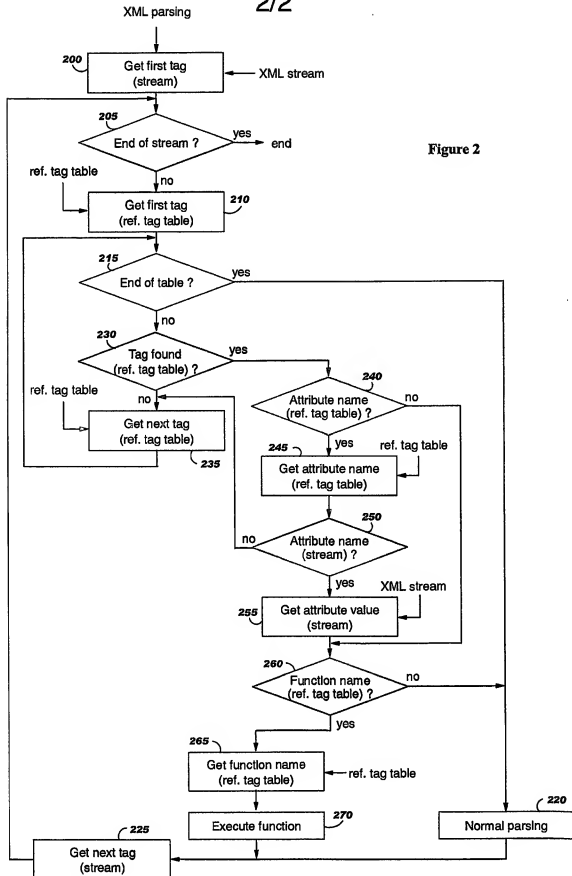 2/2
XML parsing
200
Get first tag
(stream)
XML stream
205
End of stream ?
yes
end
Figure 2
no
ref. tag table
Get first tag
(ref. tag table)
210
215
End of table ?
yes
no
230
Tag found
(ref. tag table) ?
yes
240
Attribute name
(ref. tag table) ?
no
no
ref. tag table
Get next tag
(ref. tag table)
235
yes
245
ref. tag table
Get attribute name
(ref. tag table)
250
no
Attribute name
(stream) ?
yes
XML stream
255
Get attribute value
(stream)
260
Function name
(ref. tag table) ?
no
yes
265
Get function name
(ref. tag table)
ref. tag table
270
Execute function
220
Normal parsing
225
Get next tag
(stream)